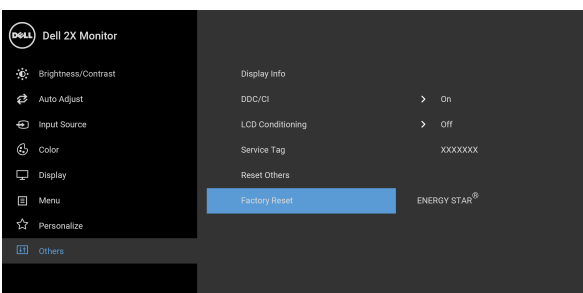 DELL Dell 2X Monitor
Brightness/Contrast
Display Info
Auto Adjust
DDC/CI > On
Input Source
LCD Conditioning > Off
Color
Service Tag XXXXXXX
Display
Reset Others
Menu
Factory Reset ENERGY STAR®
Personalize
Others